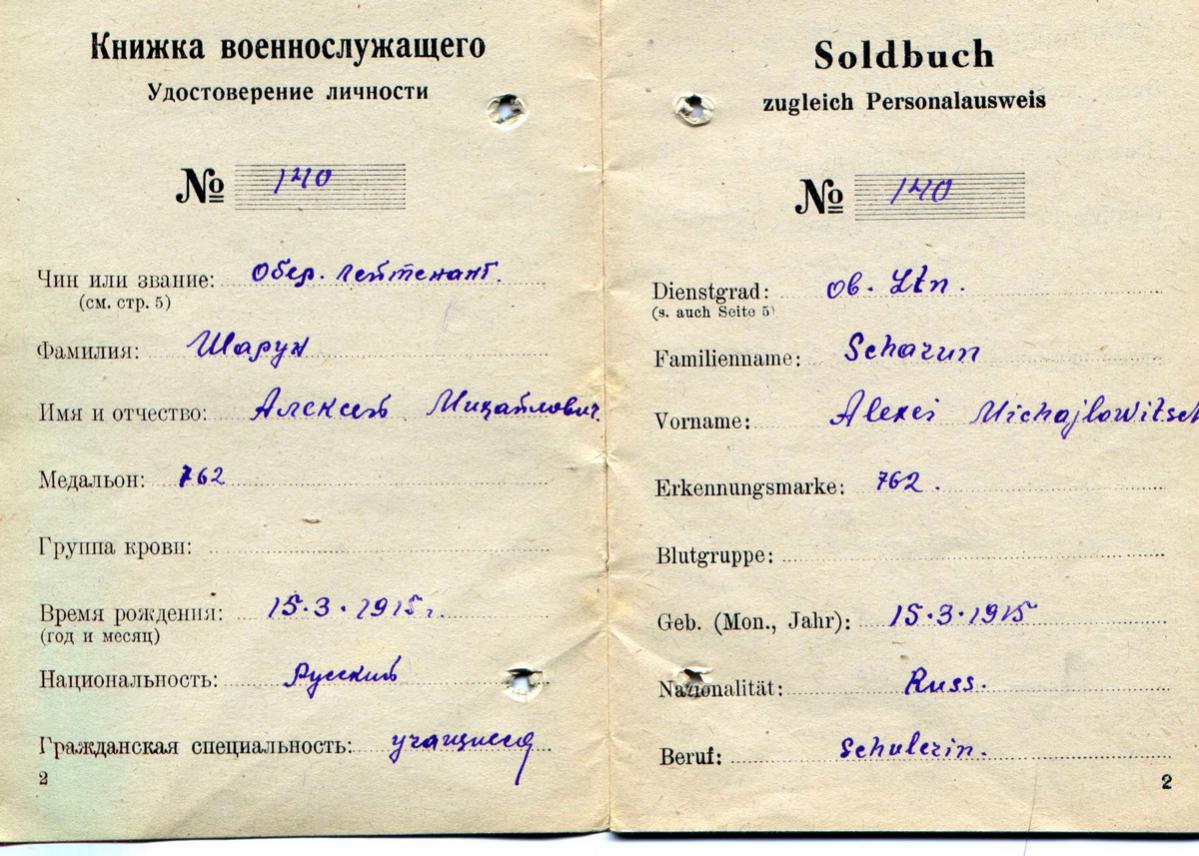 Книжка военнослужащего
Удостоверение личности
№ 140
Чин или звание: Обер. лейтенант.
(см. стр. 5)
Фамилия: Шарун
Имя и отчество: Алексей Михайлович.
Медальон: 762
Группа крови:
Время рождения: 15.3.1915г.
(год и месяц)
Национальность: Русский
Гражданская специальность: учащийся
2
Soldbuch
zugleich Personalausweis
№ 140
Dienstgrad: ob. Ltn.
(s. auch Seite 5)
Familienname: Scharun
Vorname: Alexei Michajlowitsch
Erkennungsmarke: 762.
Blutgruppe:
Geb. (Mon., Jahr): 15.3.1915
Nationalität: Russ.
Beruf: Schulerin.
2